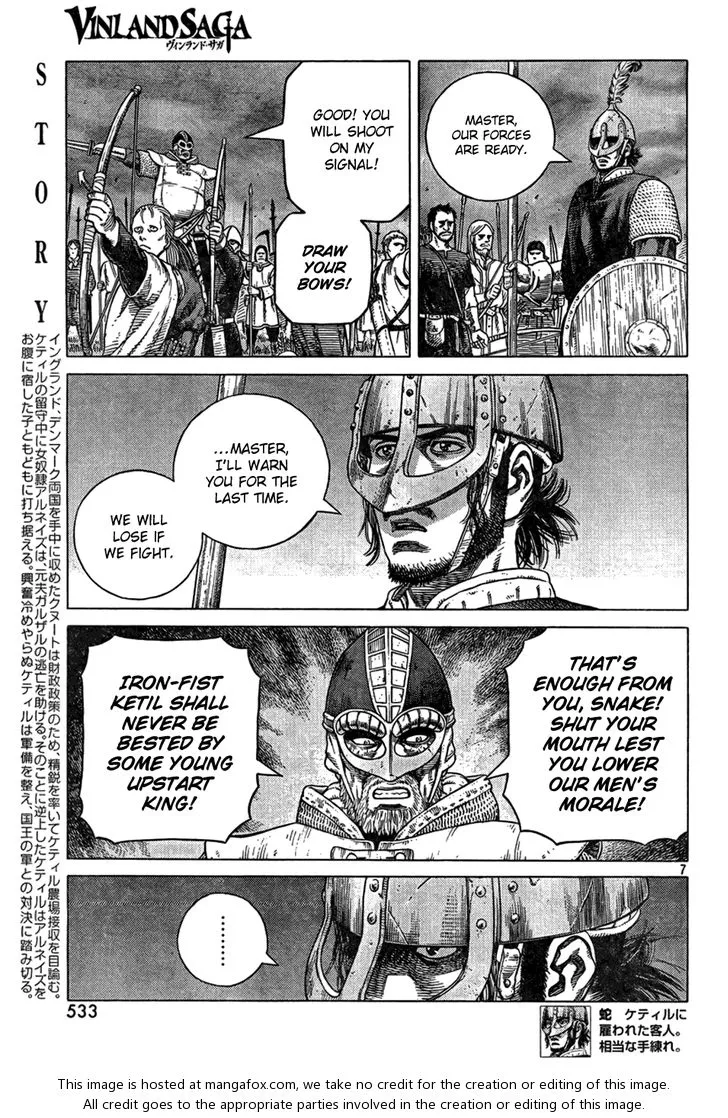 VINLAND SAGA
ヴィンランド・サガ
STORY
イングランド、デンマーク両国を手中に収めたクヌートは財政政策のため、精鋭を率いてケティル農場接収を目論む。
ケティルの留守中に女奴隷アルネイズは、元夫ガルザルの逃亡を助ける。そのことに逆上したケティルはアルネイズを
お腹に宿した子ともどもに打ち据える。興奮冷めやらぬケティルは軍備を整え、国王の軍との対決に踏み切る。
MASTER,
OUR FORCES
ARE READY.
GOOD! YOU
WILL SHOOT
ON MY
SIGNAL!
DRAW
YOUR
BOWS!
...MASTER,
I'LL WARN
YOU FOR THE
LAST TIME.
WE WILL
LOSE IF
WE FIGHT.
THAT'S
ENOUGH FROM
YOU, SNAKE!
SHUT YOUR
MOUTH LEST
YOU LOWER
OUR MEN'S
MORALE!
IRON-FIST
KETIL SHALL
NEVER BE
BESTED BY
SOME YOUNG
UPSTART
KING!
7
………
533
蛇 ケティルに
雇われた客人。
相当な手練れ。
This image is hosted at mangafox.com, we take no credit for the creation or editing of this image.
All credit goes to the appropriate parties involved in the creation or editing of this image.